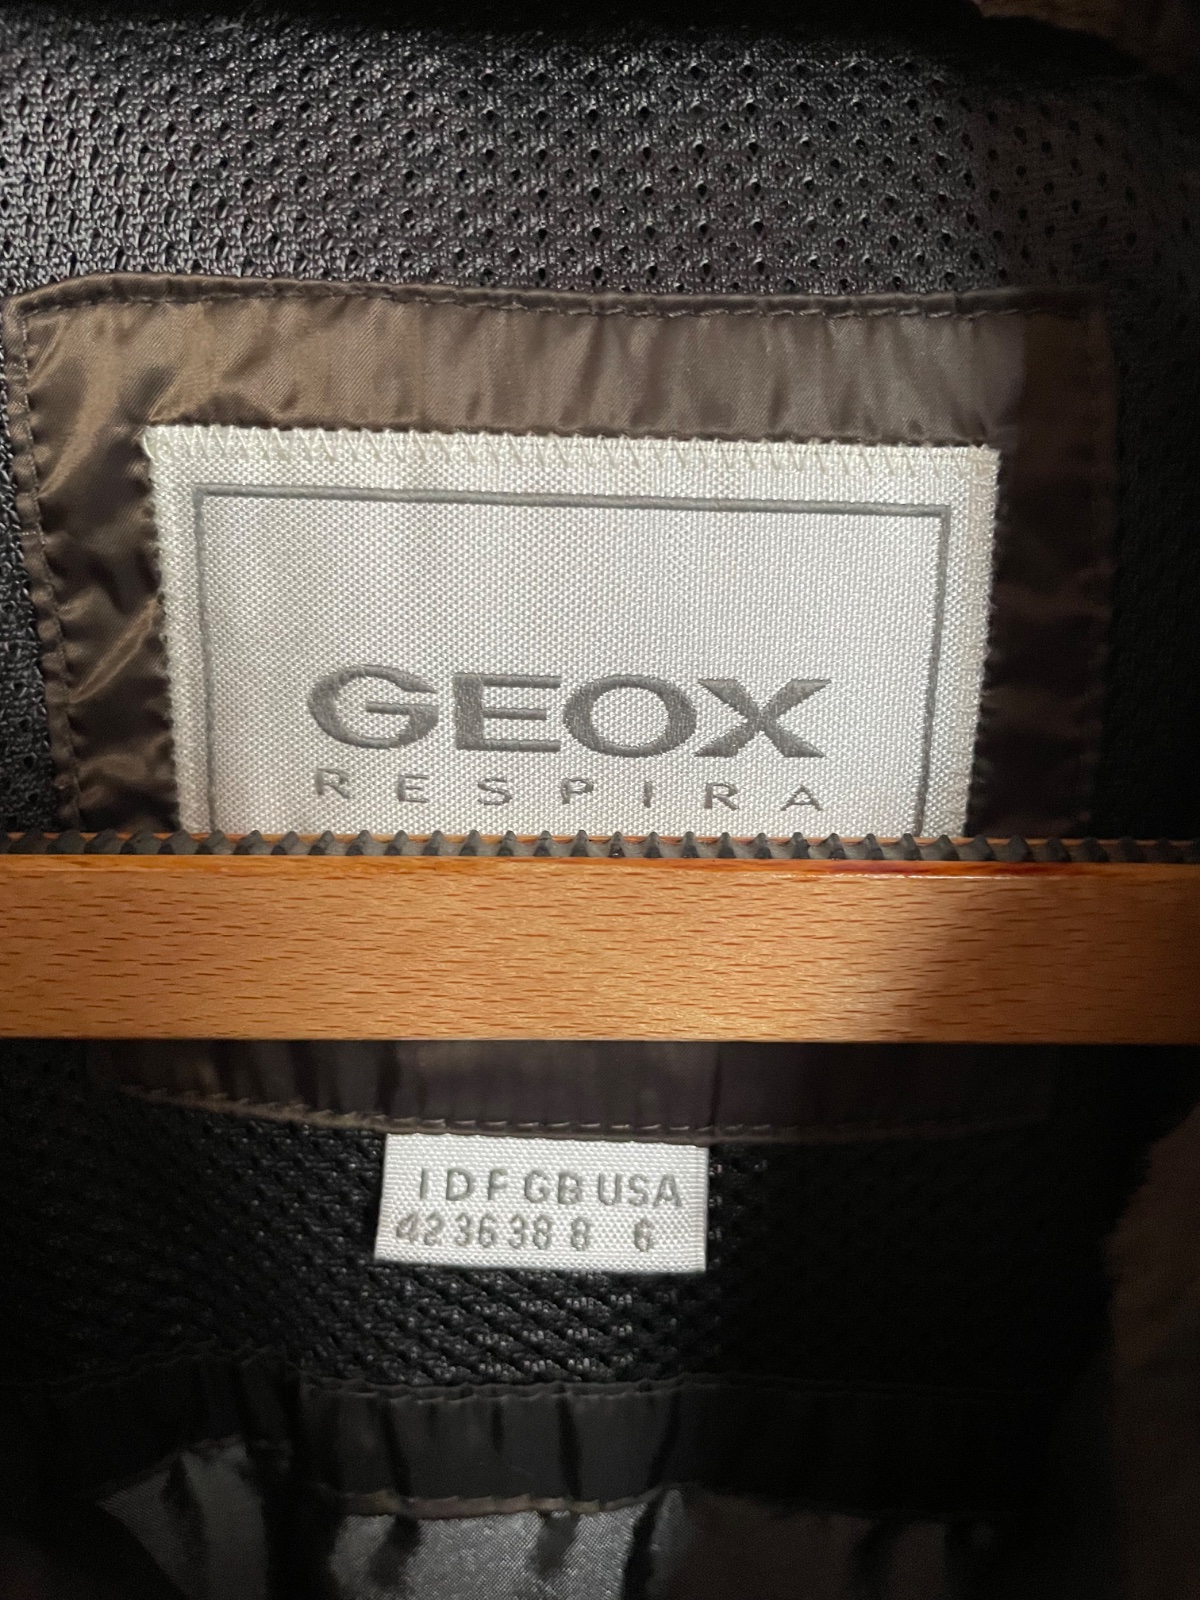 GEOX
RESPIRA
I D F GB USA
42 36 38 8 6